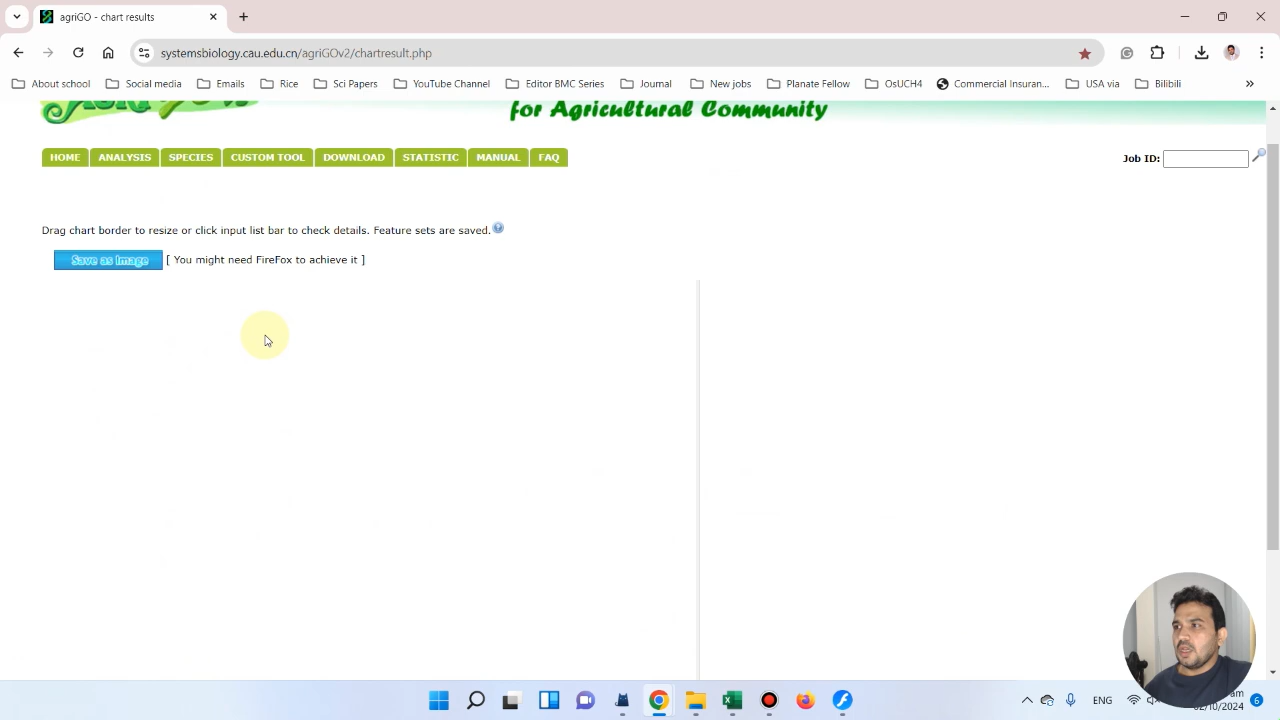 agriGO - chart results
systemsbiology.cau.edu.cn/agriGOv2/chartresult.php
About school Social media Emails Rice Sci Papers YouTube Channel Editor BMC Series Journal New jobs Planate Fellow OsUCH4 Commercial Insuran... USA via Bilibili »
for Agricultural Community
HOME ANALYSIS SPECIES CUSTOM TOOL DOWNLOAD STATISTIC MANUAL FAQ Job ID:
Drag chart border to resize or click input list bar to check details. Feature sets are saved.
Save as Image [ You might need FireFox to achieve it ]
ENG
02/10/2024